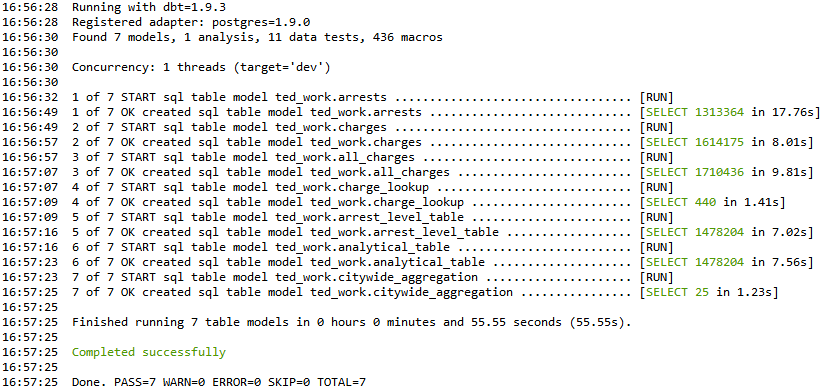 16:56:28 Running with dbt=1.9.3
16:56:28 Registered adapter: postgres=1.9.0
16:56:30 Found 7 models, 1 analysis, 11 data tests, 436 macros
16:56:30
16:56:30 Concurrency: 1 threads (target='dev')
16:56:30
16:56:32 1 of 7 START sql table model ted_work.arrests .................................. [RUN]
16:56:49 1 of 7 OK created sql table model ted_work.arrests ............................. [SELECT 1313364 in 17.76s]
16:56:49 2 of 7 START sql table model ted_work.charges .................................. [RUN]
16:56:57 2 of 7 OK created sql table model ted_work.charges ............................. [SELECT 1614175 in 8.01s]
16:56:57 3 of 7 START sql table model ted_work.all_charges .............................. [RUN]
16:57:07 3 of 7 OK created sql table model ted_work.all_charges ......................... [SELECT 1710436 in 9.81s]
16:57:07 4 of 7 START sql table model ted_work.charge_lookup ............................ [RUN]
16:57:09 4 of 7 OK created sql table model ted_work.charge_lookup ....................... [SELECT 440 in 1.41s]
16:57:09 5 of 7 START sql table model ted_work.arrest_level_table ....................... [RUN]
16:57:16 5 of 7 OK created sql table model ted_work.arrest_level_table .................. [SELECT 1478204 in 7.02s]
16:57:16 6 of 7 START sql table model ted_work.analytical_table ......................... [RUN]
16:57:23 6 of 7 OK created sql table model ted_work.analytical_table .................... [SELECT 1478204 in 7.56s]
16:57:23 7 of 7 START sql table model ted_work.citywide_aggregation ..................... [RUN]
16:57:25 7 of 7 OK created sql table model ted_work.citywide_aggregation ................ [SELECT 25 in 1.23s]
16:57:25
16:57:25 Finished running 7 table models in 0 hours 0 minutes and 55.55 seconds (55.55s).
16:57:25
16:57:25 Completed successfully
16:57:25
16:57:25 Done. PASS=7 WARN=0 ERROR=0 SKIP=0 TOTAL=7